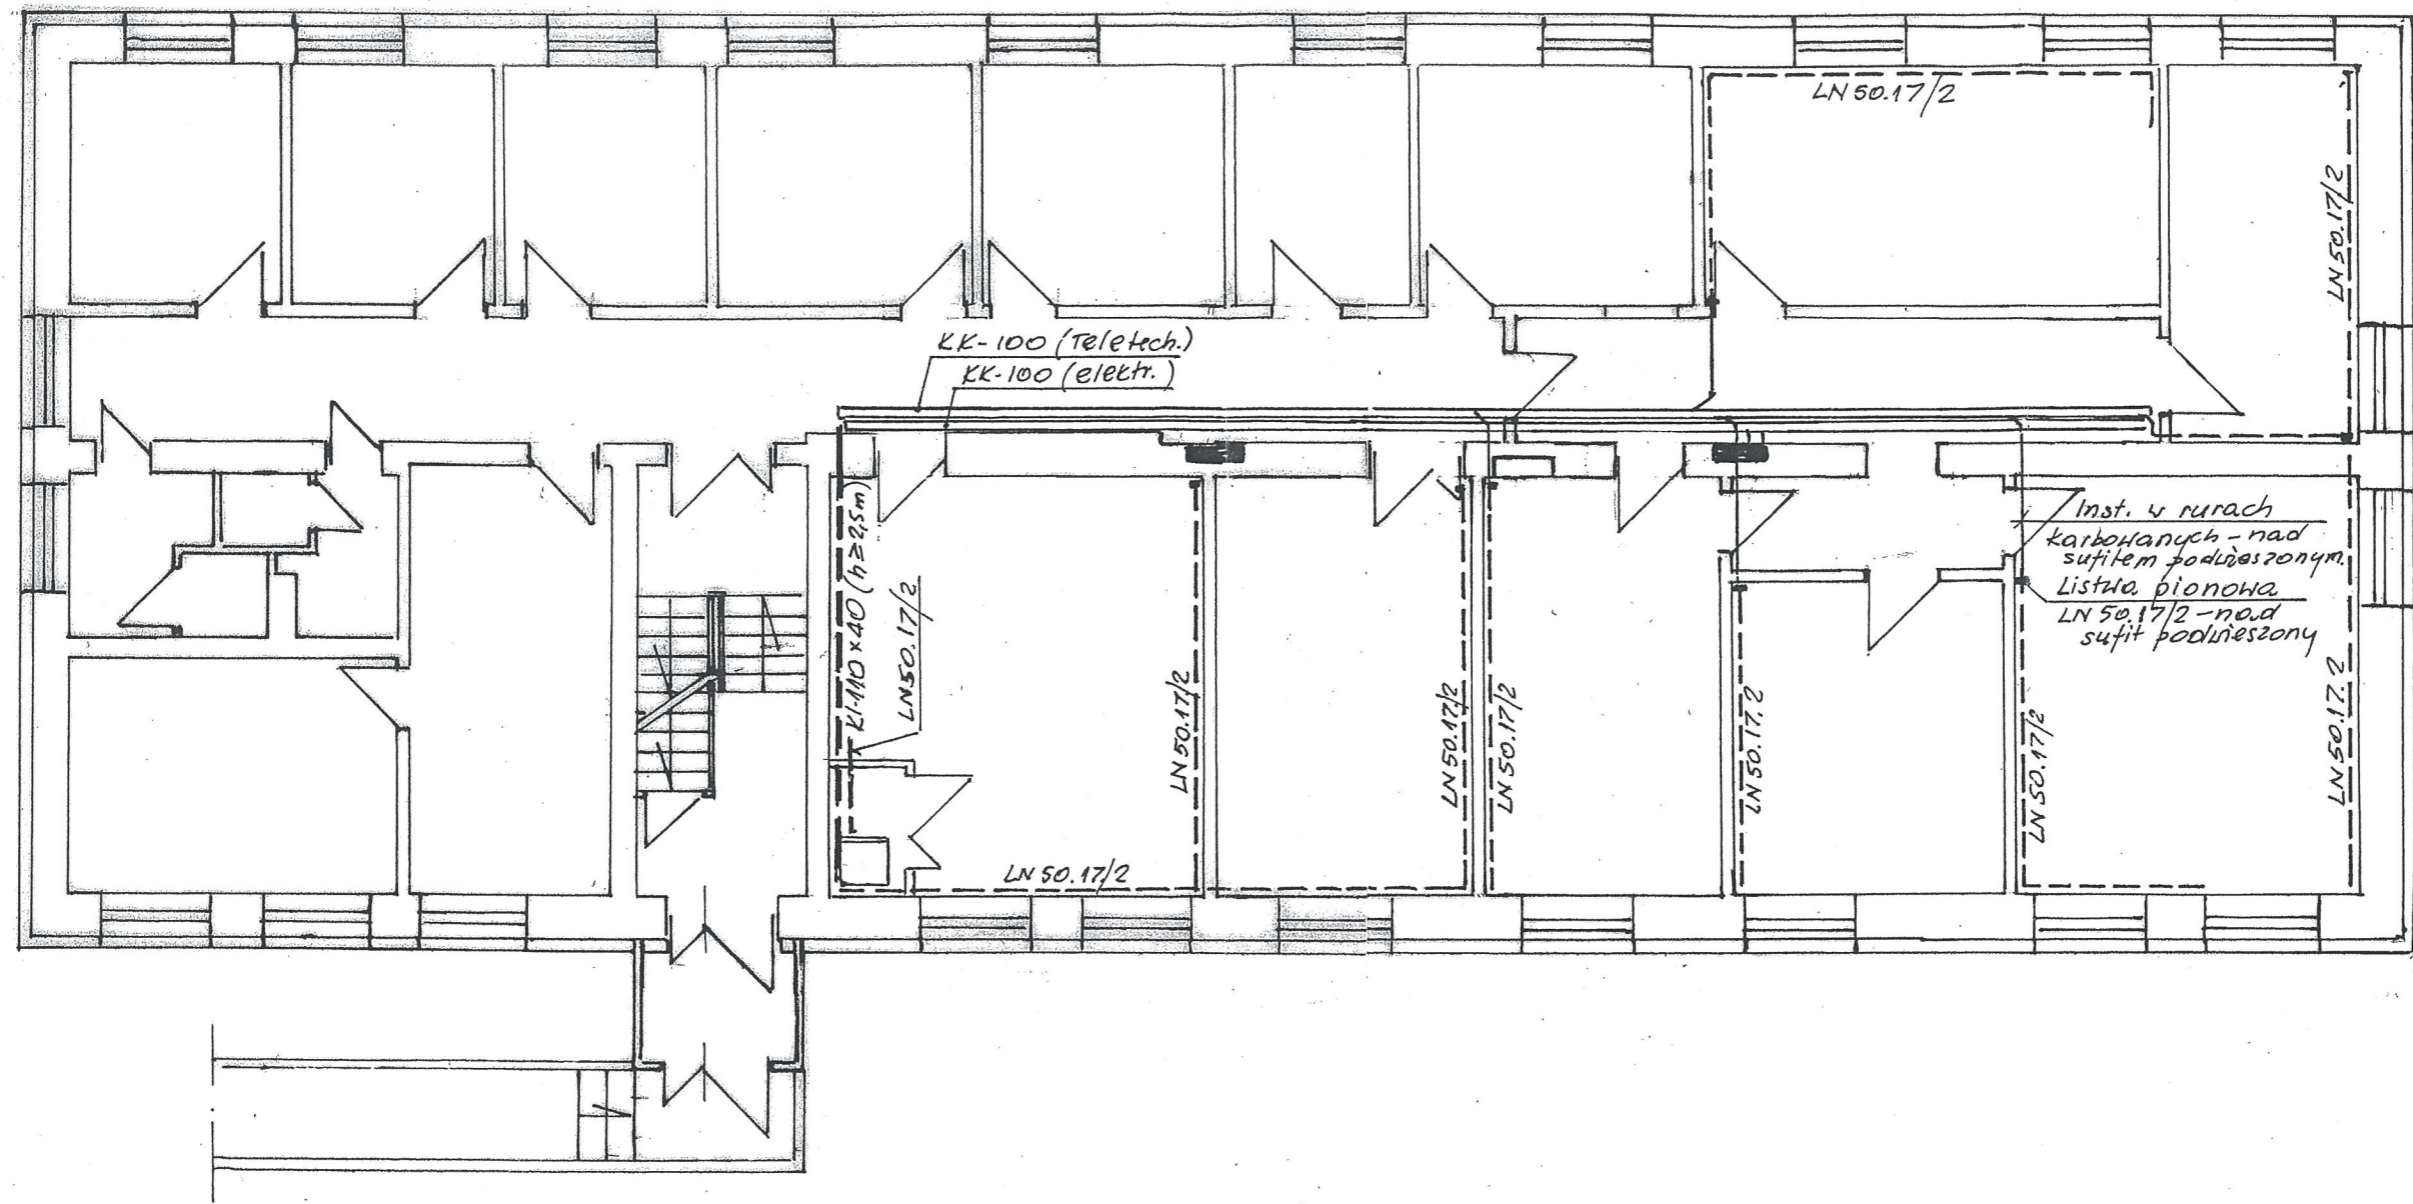 LN 50.17/2
LN 50.17/2
KK-100 (Teletech.)
KK-100 (elektr.)
KI-110 x 40 (h≥2,5m)
LN 50.17/2
Inst. w rurach
karbowanych - nad
sufitem podwieszonym.
Listwa pionowa
LN 50.17/2 - nad
sufit podwieszony
LN 50.17/2
LN 50.17/2
LN 50.17/2
LN 50.17.2
LN 50.17/2
LN 50.17.2
LN 50.17/2